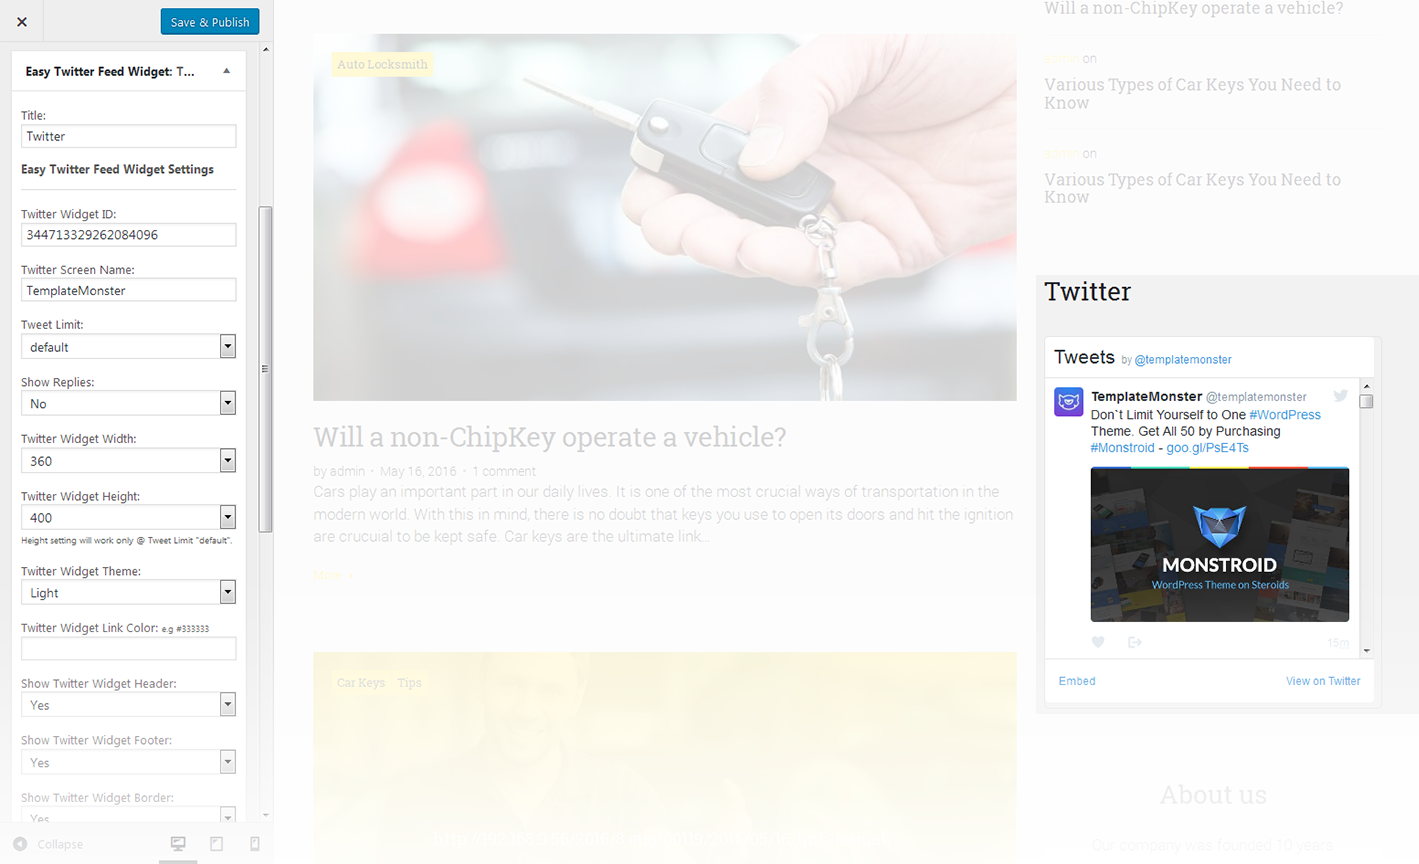 Save & Publish
Easy Twitter Feed Widget: T...
Title:
Twitter
Easy Twitter Feed Widget Settings
Twitter Widget ID:
344713329262084096
Twitter Screen Name:
TemplateMonster
Tweet Limit:
default
Show Replies:
No
Twitter Widget Width:
360
Twitter Widget Height:
400
Height setting will work only @ Tweet Limit "default".
Twitter Widget Theme:
Light
Twitter Widget Link Color: e.g #333333
Show Twitter Widget Header:
Yes
Show Twitter Widget Footer:
Yes
Show Twitter Widget Border:
Yes
Collapse
Auto Locksmith
Will a non-ChipKey operate a vehicle?
by admin • May 16, 2016 • 1 comment
Cars play an important part in our daily lives. It is one of the most crucial ways of transportation in the
modern world. With this in mind, there is no doubt that keys you use to open its doors and hit the ignition
are crucuial to be kept safe. Car keys are the ultimate link...
More
Car Keys Tips
Will a non-ChipKey operate a vehicle?
admin on
Various Types of Car Keys You Need to
Know
admin on
Various Types of Car Keys You Need to
Know
Twitter
Tweets by @templatemonster
TemplateMonster @templatemonster
Don`t Limit Yourself to One #WordPress
Theme. Get All 50 by Purchasing
#Monstroid - goo.gl/PsE4Ts
MONSTROID
WordPress Theme on Steroids
15m
Embed View on Twitter
About us
Our company was founded 10 years